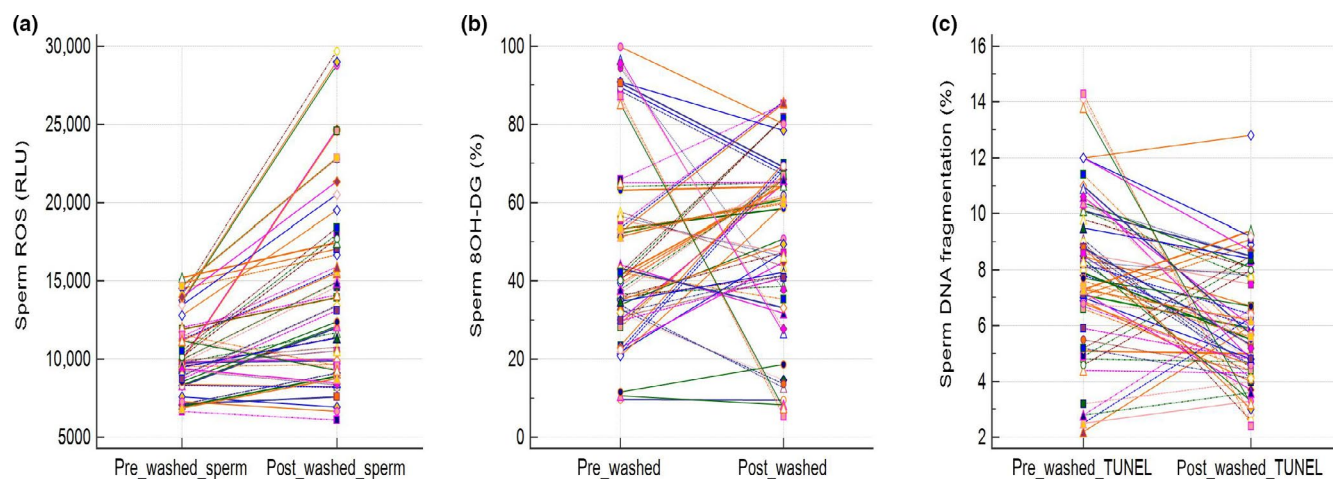 (a)
Sperm ROS (RLU)
30,000
25,000
20,000
15,000
10,000
5000
Pre_washed_sperm Post_washed_sperm
(b)
Sperm 8OH-DG (%)
100
80
60
40
20
0
Pre_washed Post_washed
(c)
Sperm DNA fragmentation (%)
16
14
12
10
8
6
4
2
Pre_washed_TUNEL Post_washed_TUNEL